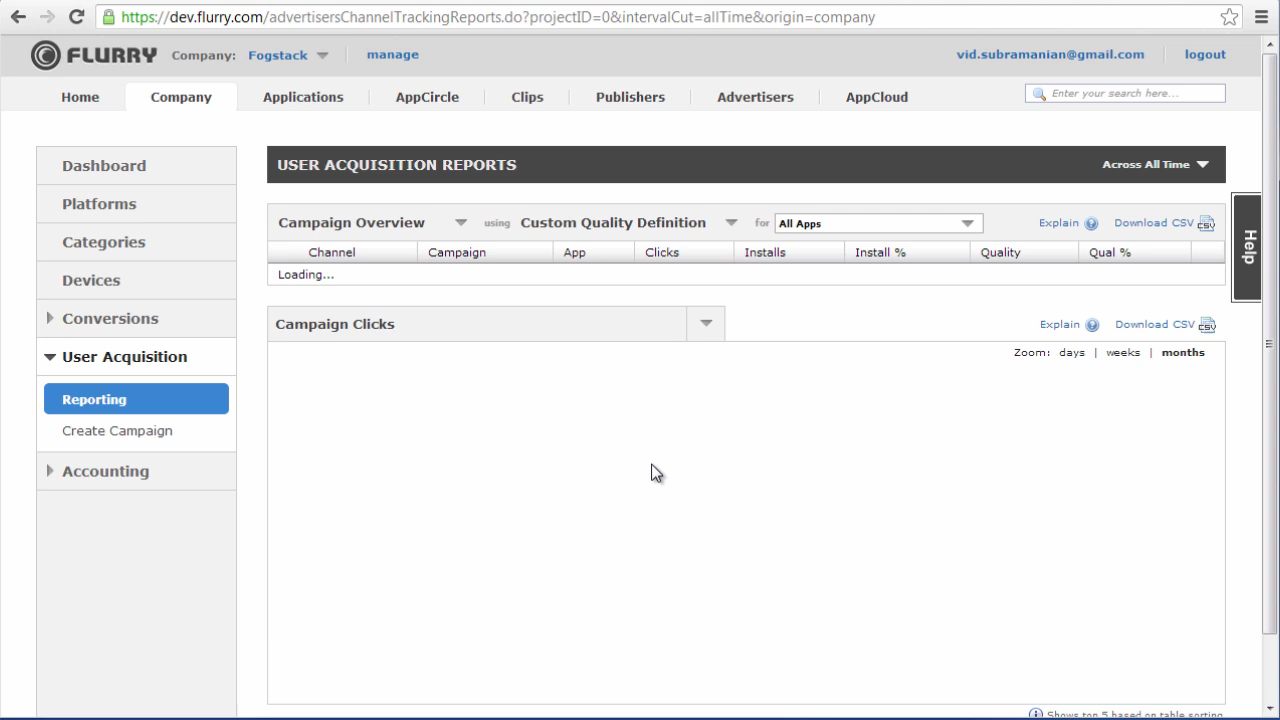 https://dev.flurry.com/advertisersChannelTrackingReports.do?projectID=0&intervalCut=allTime&origin=company
FLURRY Company: Fogstack manage vid.subramanian@gmail.com logout
Home Company Applications AppCircle Clips Publishers Advertisers AppCloud Enter your search here...
Dashboard
Platforms
Categories
Devices
Conversions
User Acquisition
Reporting
Create Campaign
Accounting
USER ACQUISITION REPORTS Across All Time
Campaign Overview using Custom Quality Definition for All Apps Explain Download CSV CSV
Channel Campaign App Clicks Installs Install % Quality Qual %
Loading...
Campaign Clicks Explain Download CSV CSV
Zoom: days | weeks | months
Shows top 5 based on table sorting
Help